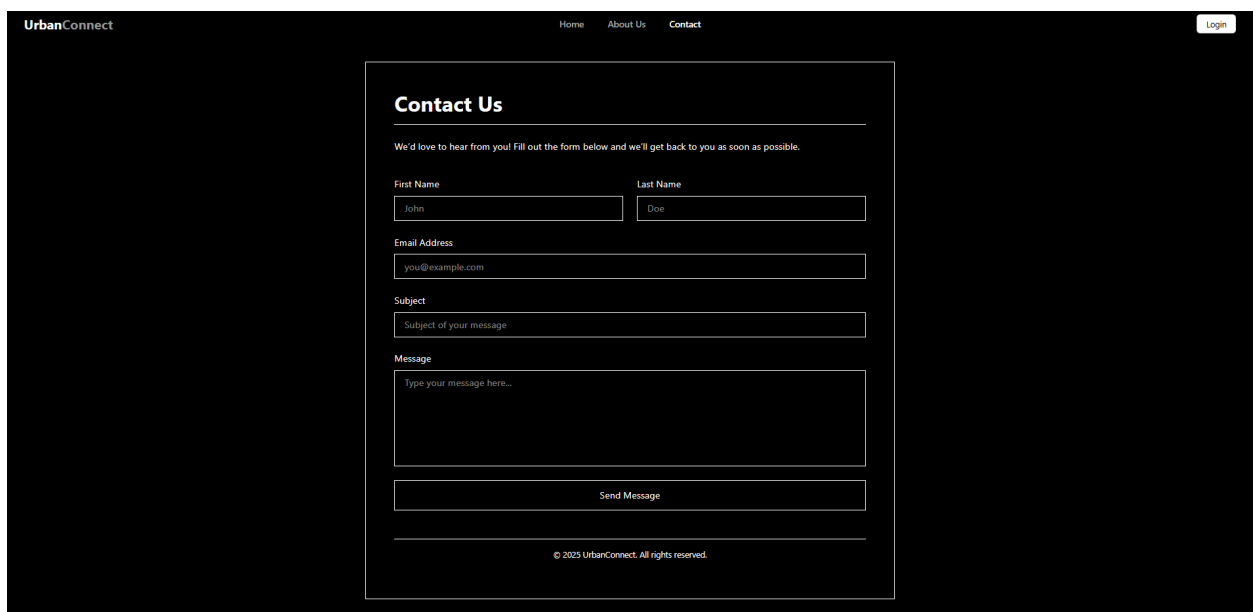 UrbanConnect Home About Us Contact Login
Contact Us
We'd love to hear from you! Fill out the form below and we'll get back to you as soon as possible.
First Name Last Name
John Doe
Email Address
you@example.com
Subject
Subject of your message
Message
Type your message here...
Send Message
© 2025 UrbanConnect. All rights reserved.